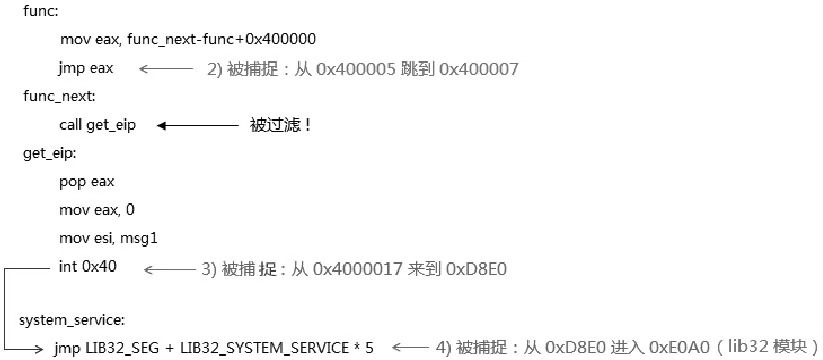 func:
mov eax, func_next-func+0x400000
jmp eax 2) 被捕捉：从 0x400005 跳到 0x400007
func_next:
call get_eip 被过滤！
get_eip:
pop eax
mov eax, 0
mov esi, msg1
int 0x40 3) 被捕捉：从 0x4000017 来到 0xD8E0
system_service:
jmp LIB32_SEG + LIB32_SYSTEM_SERVICE * 5 4) 被捕捉：从 0xD8E0 进入 0xE0A0（lib32 模块）